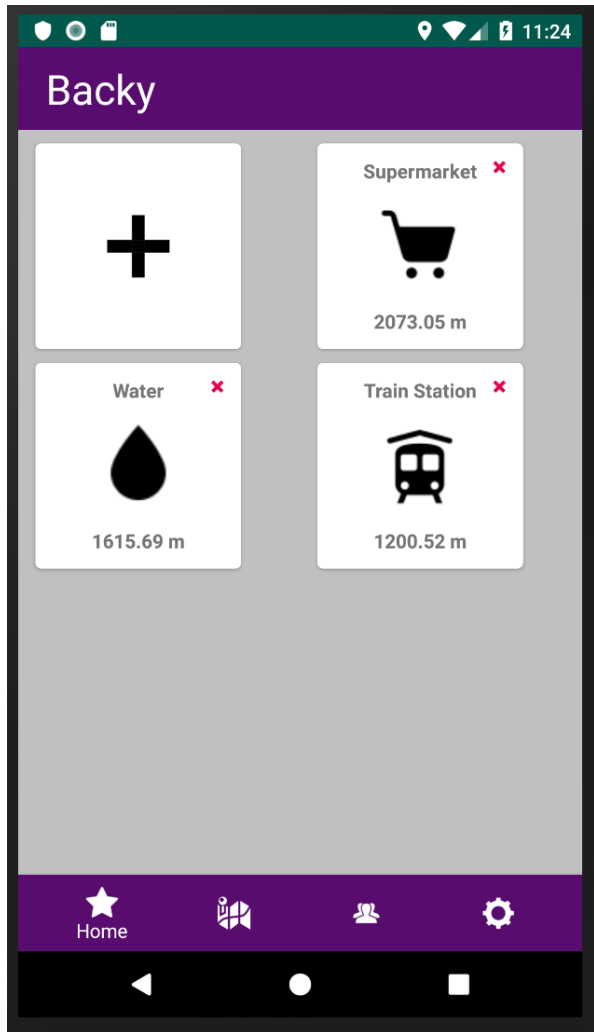 11:24
Backy
Supermarket
2073.05 m
Water
Train Station
1615.69 m
1200.52 m
Home